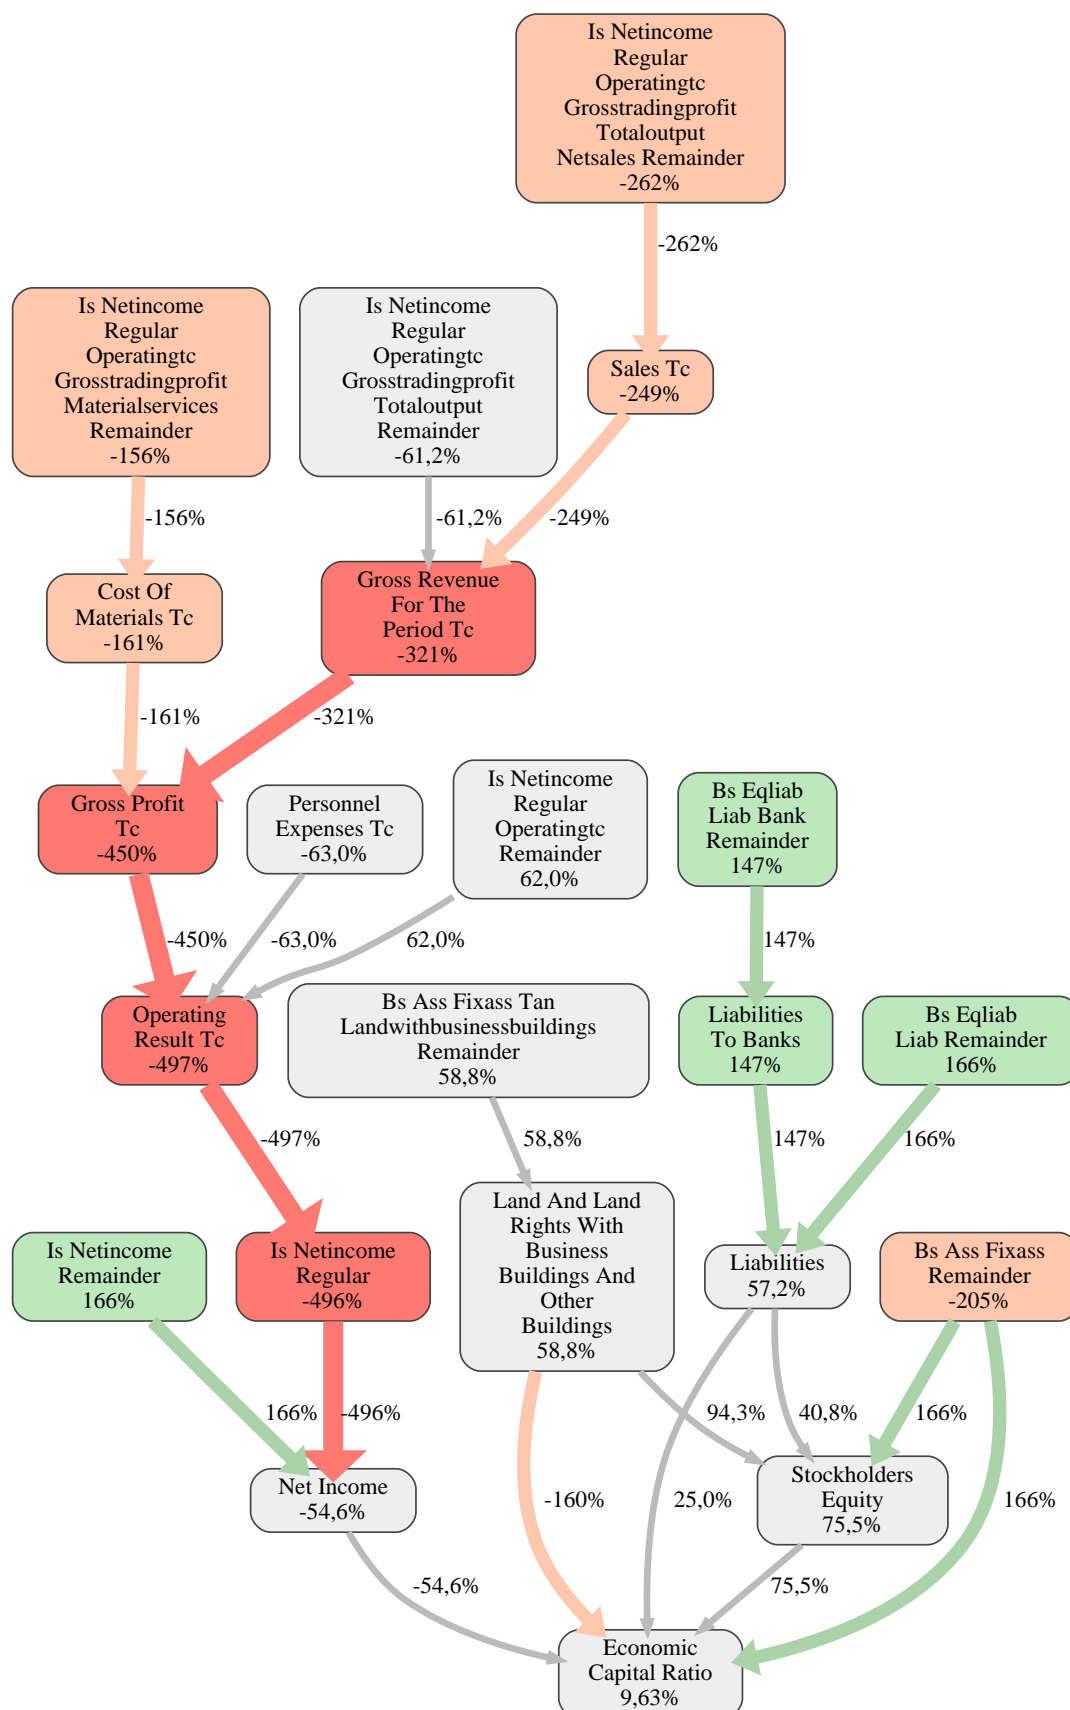 Is Netincome
Regular
Operatingtc
Grosstradingprofit
Totaloutput
Netsales Remainder
-262%
-262%
Is Netincome
Regular
Operatingtc
Grosstradingprofit
Materialservices
Remainder
-156%
Is Netincome
Regular
Operatingtc
Grosstradingprofit
Totaloutput
Remainder
-61,2%
Sales Tc
-249%
-156%
-61,2%
-249%
Cost Of
Materials Tc
-161%
Gross Revenue
For The
Period Tc
-321%
-161%
-321%
Gross Profit
Tc
-450%
Personnel
Expenses Tc
-63,0%
Is Netincome
Regular
Operatingtc
Remainder
62,0%
Bs Eqliab
Liab Bank
Remainder
147%
-450%
-63,0%
62,0%
147%
Operating
Result Tc
-497%
Bs Ass Fixass Tan
Landwithbusinessbuildings
Remainder
58,8%
Liabilities
To Banks
147%
Bs Eqliab
Liab Remainder
166%
-497%
58,8%
147%
166%
Is Netincome
Remainder
166%
Is Netincome
Regular
-496%
Land And Land
Rights With
Business
Buildings And
Other
Buildings
58,8%
Liabilities
57,2%
Bs Ass Fixass
Remainder
-205%
166%
-496%
94,3%
40,8%
166%
Net Income
-54,6%
-160%
25,0%
Stockholders
Equity
75,5%
166%
-54,6%
75,5%
Economic
Capital Ratio
9,63%